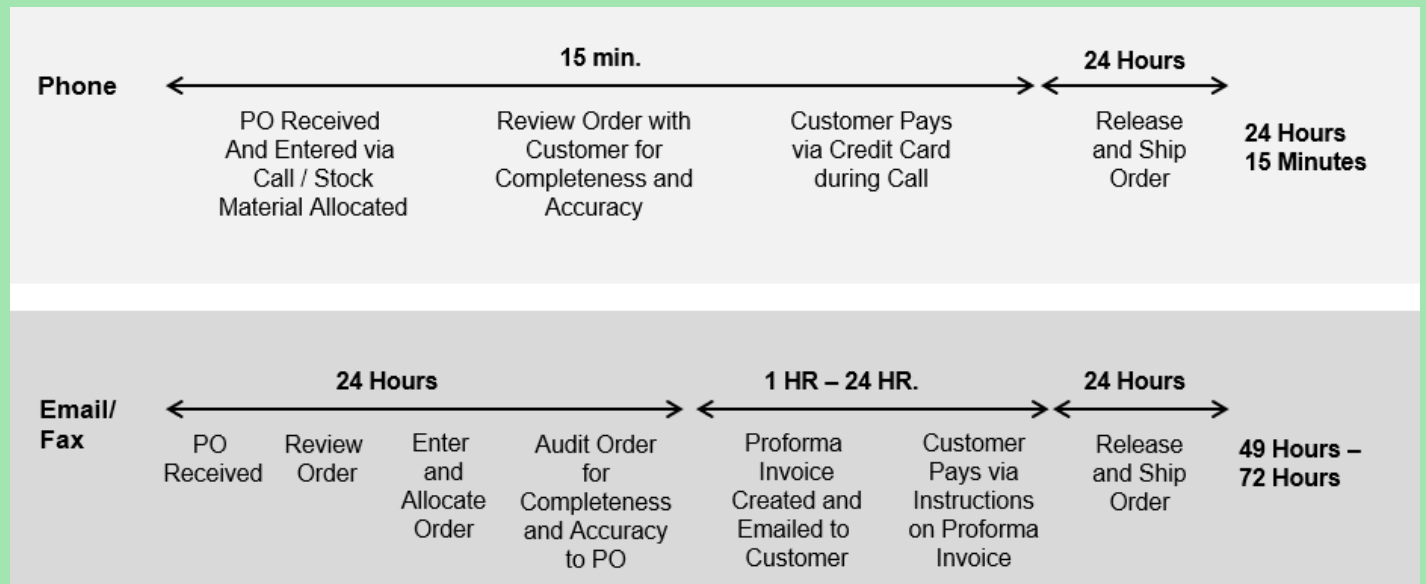 15 min.
24 Hours
Phone
PO Received
And Entered via
Call / Stock
Material Allocated
Review Order with
Customer for
Completeness and
Accuracy
Customer Pays
via Credit Card
during Call
Release
and Ship
Order
24 Hours
15 Minutes
24 Hours
1 HR – 24 HR.
24 Hours
Email/
Fax
PO
Received
Review
Order
Enter
and
Allocate
Order
Audit Order
for
Completeness
and Accuracy
to PO
Proforma
Invoice
Created and
Emailed to
Customer
Customer
Pays via
Instructions
on Proforma
Invoice
Release
and Ship
Order
49 Hours –
72 Hours